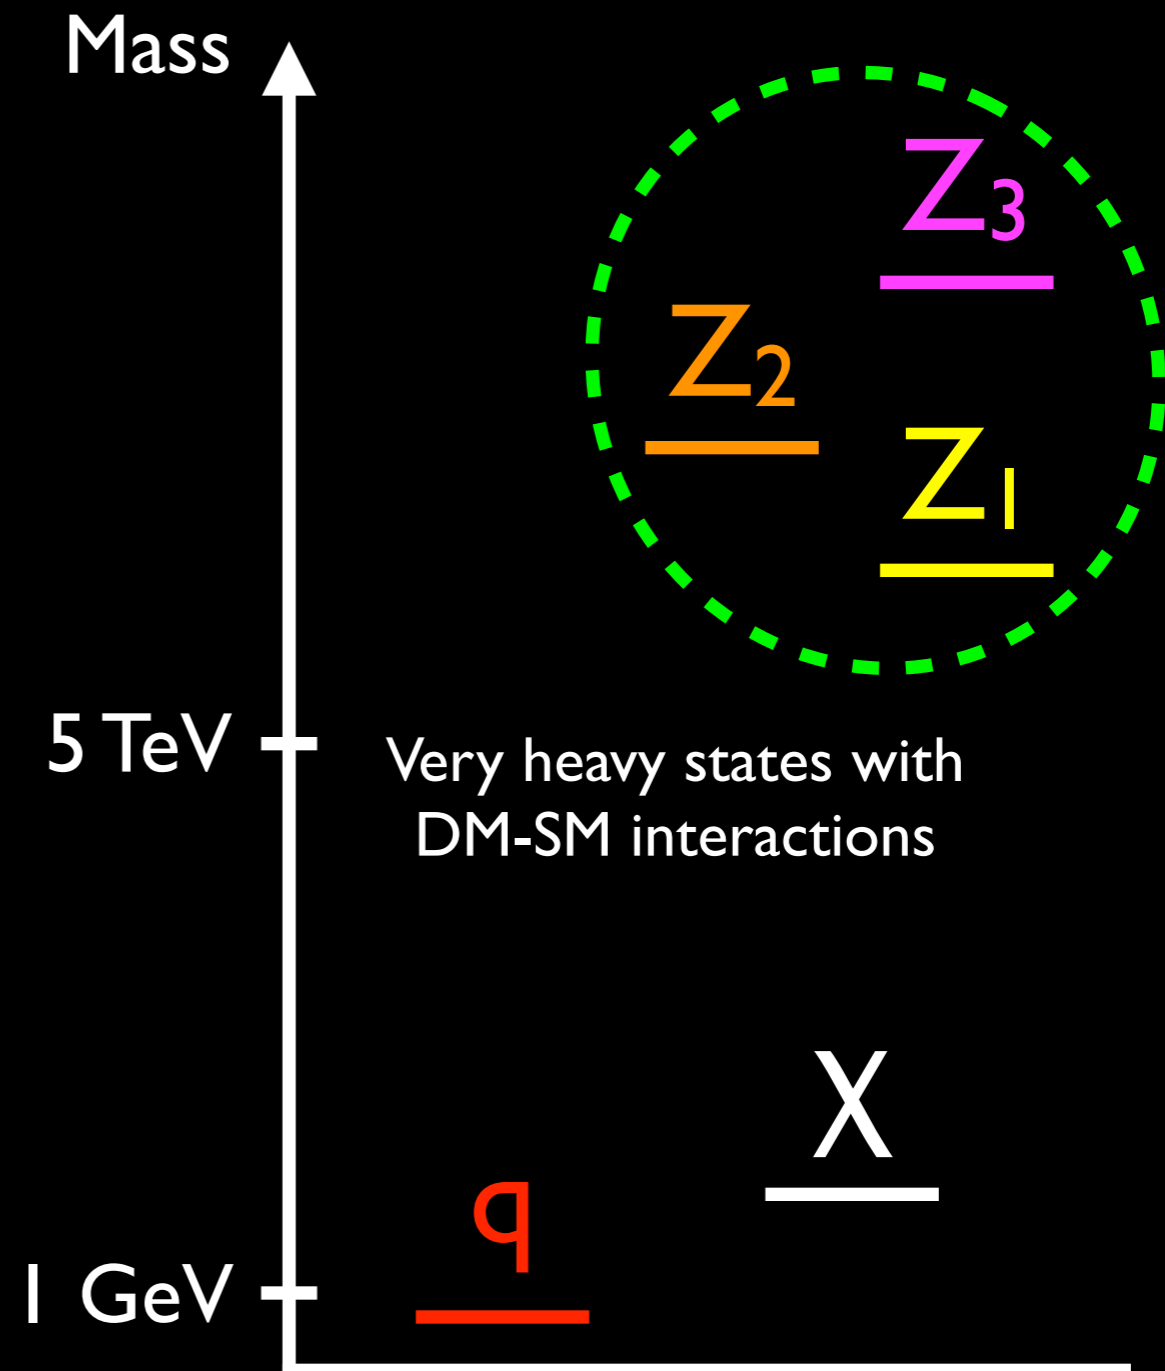 Mass
Z3
Z2
Z1
5 TeV
Very heavy states with
DM-SM interactions
X
q
1 GeV